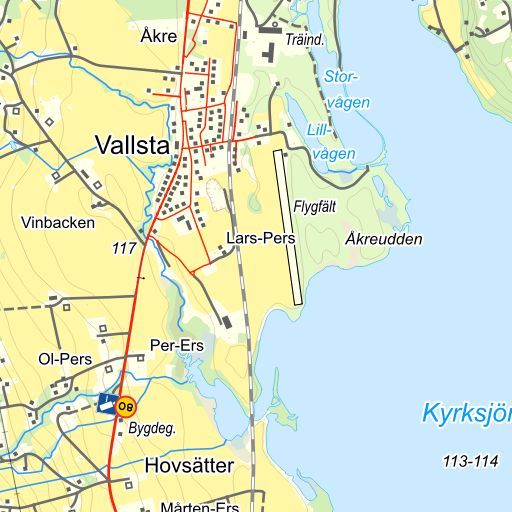 Åkre
Träind.
Stor-
vågen
Lill-
vågen
Vallsta
Flygfält
Vinbacken
Lars-Pers
Åkreudden
117
Per-Ers
Ol-Pers
80
Bygdeg.
Kyrksjön
113-114
Hovsätter
Mårten-Ers